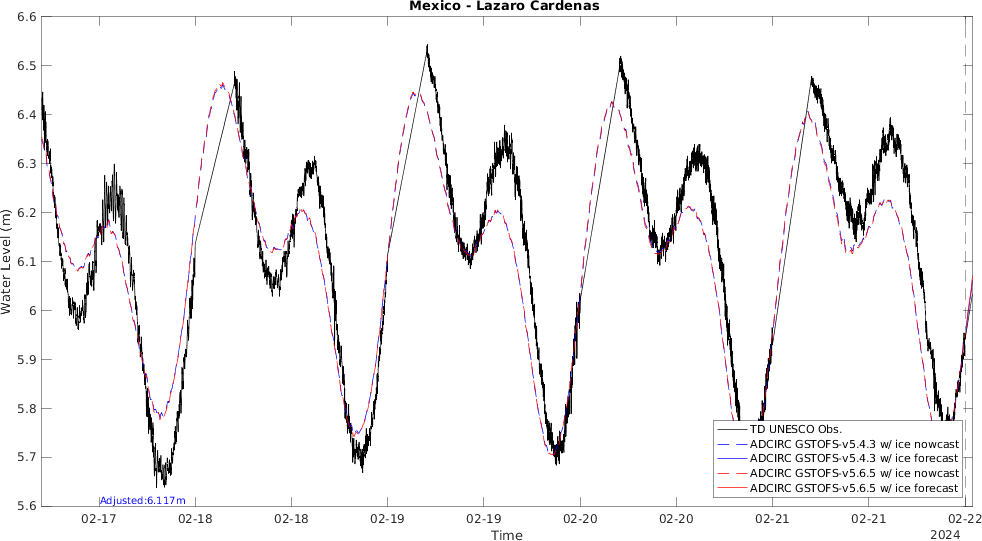 Mexico - Lazaro Cardenas
6.6
6.5
6.4
6.3
6.2
6.1
6
5.9
5.8
5.7
5.6
Water Level (m)
Adjusted:6.117m
TD UNESCO Obs.
ADCIRC GSTOFS-v5.4.3 w/ ice nowcast
ADCIRC GSTOFS-v5.4.3 w/ ice forecast
ADCIRC GSTOFS-v5.6.5 w/ ice nowcast
ADCIRC GSTOFS-v5.6.5 w/ ice forecast
02-17 02-18 02-18 02-19 02-19 02-20 02-20 02-21 02-21 02-22
Time
2024